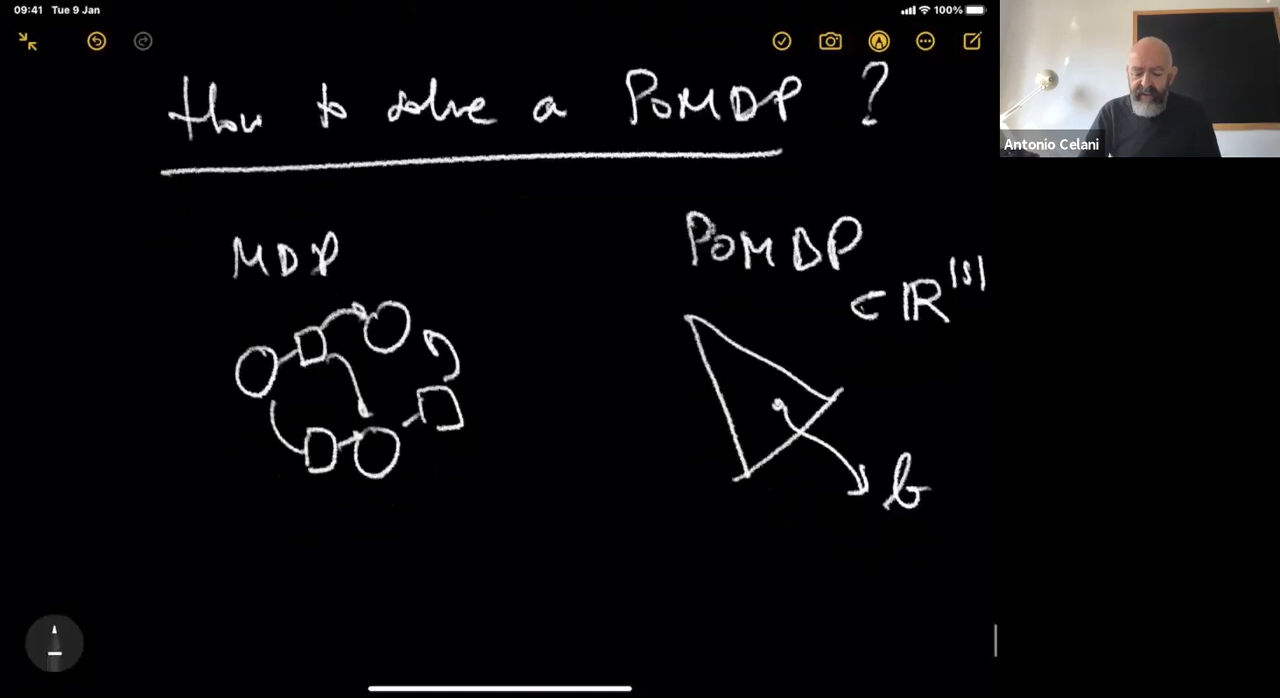 09:41 Tue 9 Jan 100%
Antonio Celani
How to solve a POMDP ?
MDP
POMDP
⊂ ℝ^|S|
b